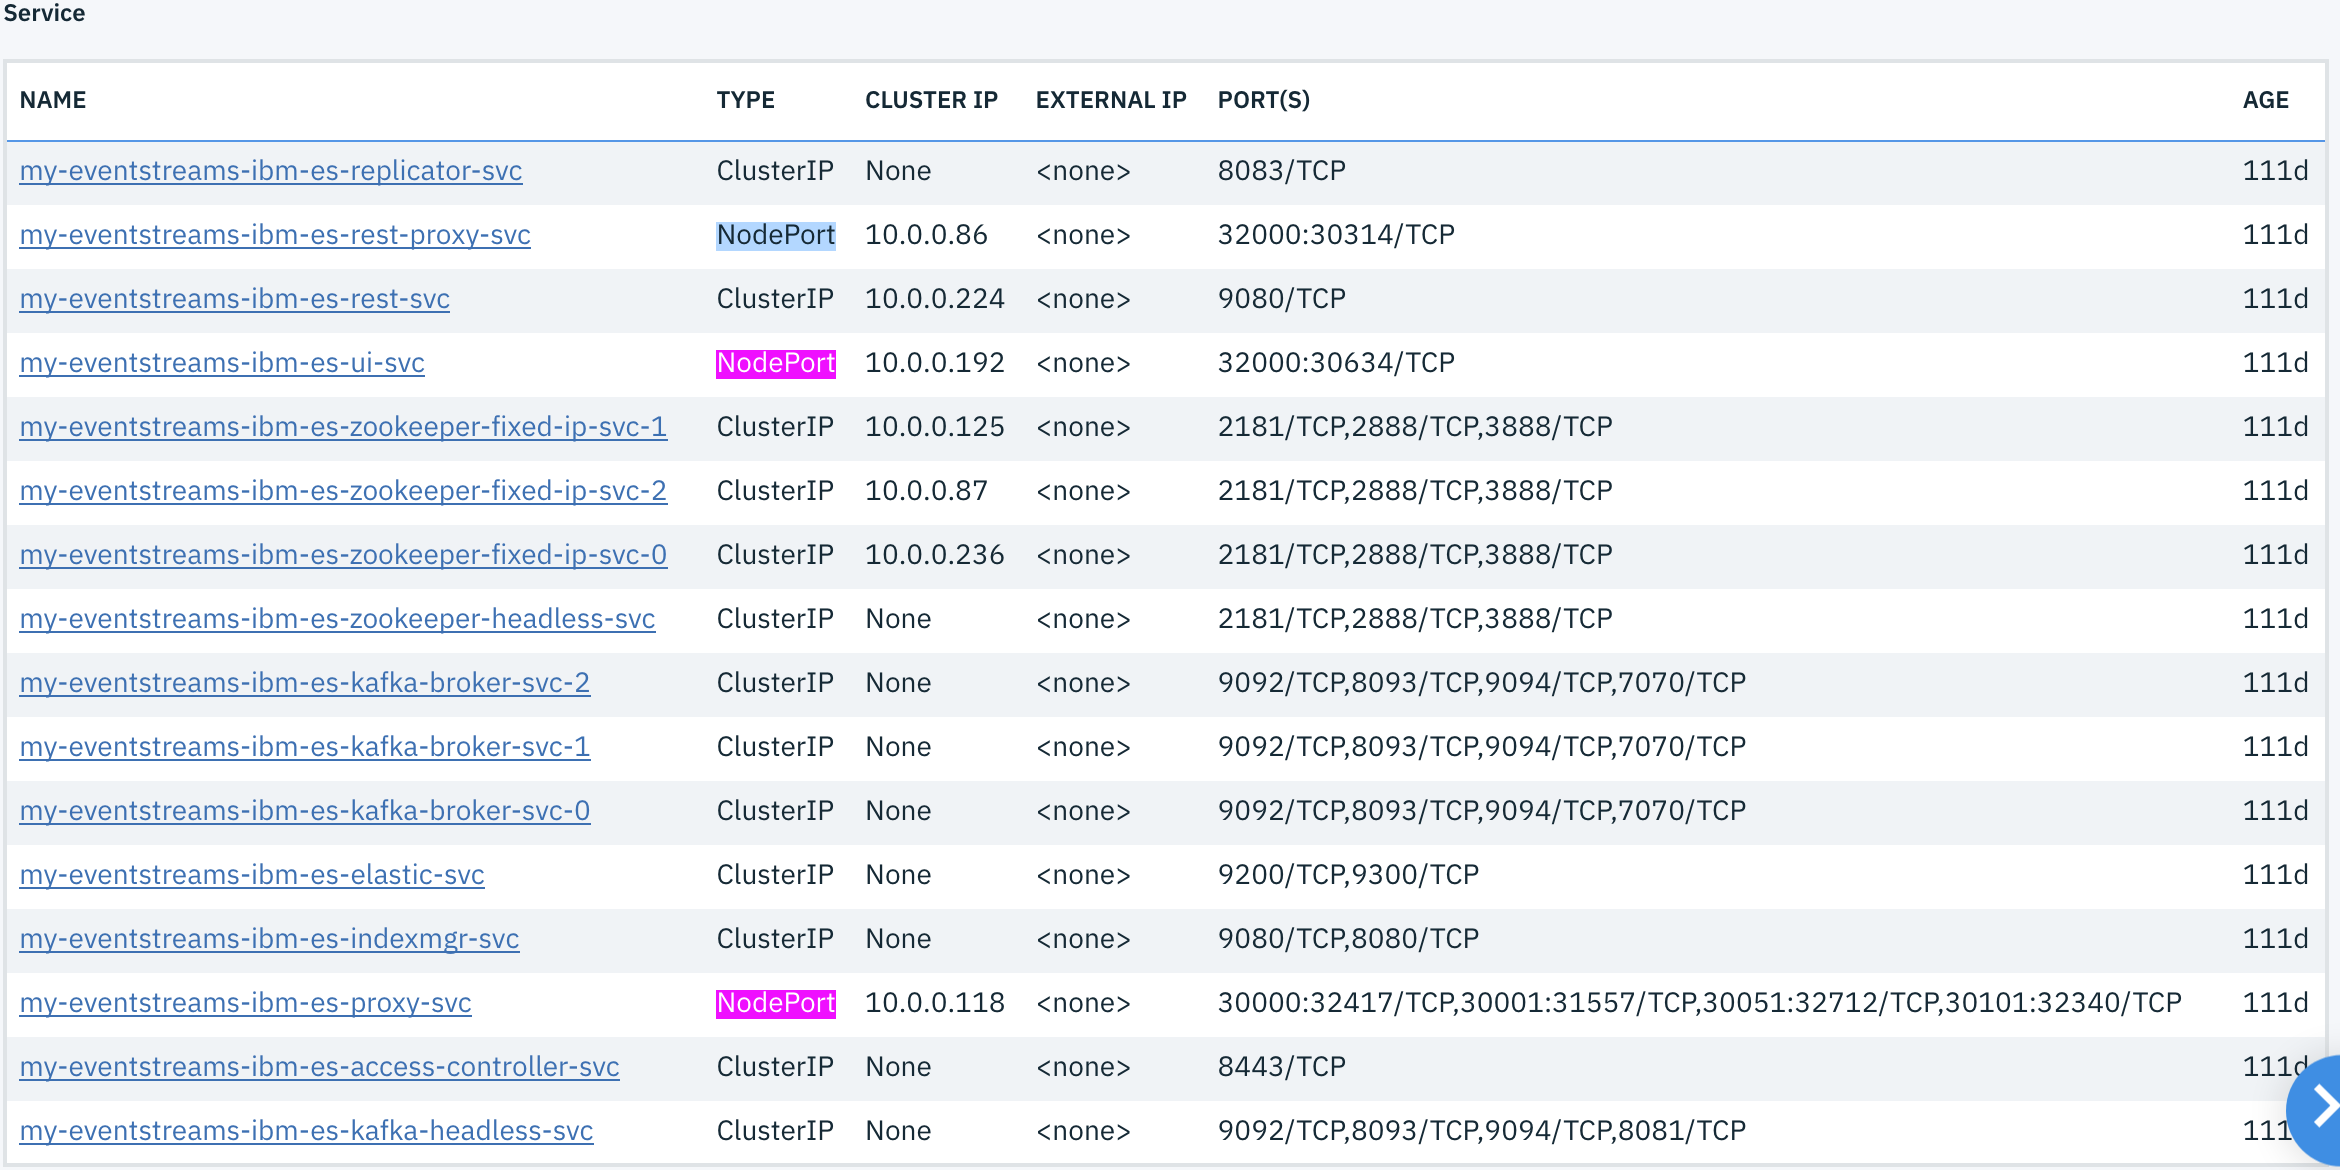 Service
NAME TYPE CLUSTER IP EXTERNAL IP PORT(S) AGE
my-eventstreams-ibm-es-replicator-svc ClusterIP None <none> 8083/TCP 111d
my-eventstreams-ibm-es-rest-proxy-svc NodePort 10.0.0.86 <none> 32000:30314/TCP 111d
my-eventstreams-ibm-es-rest-svc ClusterIP 10.0.0.224 <none> 9080/TCP 111d
my-eventstreams-ibm-es-ui-svc NodePort 10.0.0.192 <none> 32000:30634/TCP 111d
my-eventstreams-ibm-es-zookeeper-fixed-ip-svc-1 ClusterIP 10.0.0.125 <none> 2181/TCP,2888/TCP,3888/TCP 111d
my-eventstreams-ibm-es-zookeeper-fixed-ip-svc-2 ClusterIP 10.0.0.87 <none> 2181/TCP,2888/TCP,3888/TCP 111d
my-eventstreams-ibm-es-zookeeper-fixed-ip-svc-0 ClusterIP 10.0.0.236 <none> 2181/TCP,2888/TCP,3888/TCP 111d
my-eventstreams-ibm-es-zookeeper-headless-svc ClusterIP None <none> 2181/TCP,2888/TCP,3888/TCP 111d
my-eventstreams-ibm-es-kafka-broker-svc-2 ClusterIP None <none> 9092/TCP,8093/TCP,9094/TCP,7070/TCP 111d
my-eventstreams-ibm-es-kafka-broker-svc-1 ClusterIP None <none> 9092/TCP,8093/TCP,9094/TCP,7070/TCP 111d
my-eventstreams-ibm-es-kafka-broker-svc-0 ClusterIP None <none> 9092/TCP,8093/TCP,9094/TCP,7070/TCP 111d
my-eventstreams-ibm-es-elastic-svc ClusterIP None <none> 9200/TCP,9300/TCP 111d
my-eventstreams-ibm-es-indexmgr-svc ClusterIP None <none> 9080/TCP,8080/TCP 111d
my-eventstreams-ibm-es-proxy-svc NodePort 10.0.0.118 <none> 30000:32417/TCP,30001:31557/TCP,30051:32712/TCP,30101:32340/TCP 111d
my-eventstreams-ibm-es-access-controller-svc ClusterIP None <none> 8443/TCP 111d
my-eventstreams-ibm-es-kafka-headless-svc ClusterIP None <none> 9092/TCP,8093/TCP,9094/TCP,8081/TCP 111